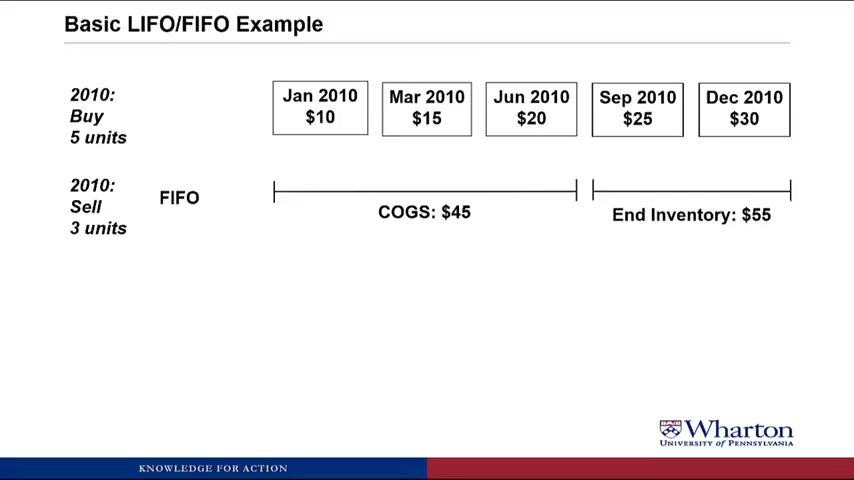 Basic LIFO/FIFO Example
2010:
Buy
5 units
Jan 2010
$10
Mar 2010
$15
Jun 2010
$20
Sep 2010
$25
Dec 2010
$30
2010:
Sell
3 units
FIFO
COGS: $45
End Inventory: $55
Wharton
UNIVERSITY of PENNSYLVANIA
KNOWLEDGE FOR ACTION